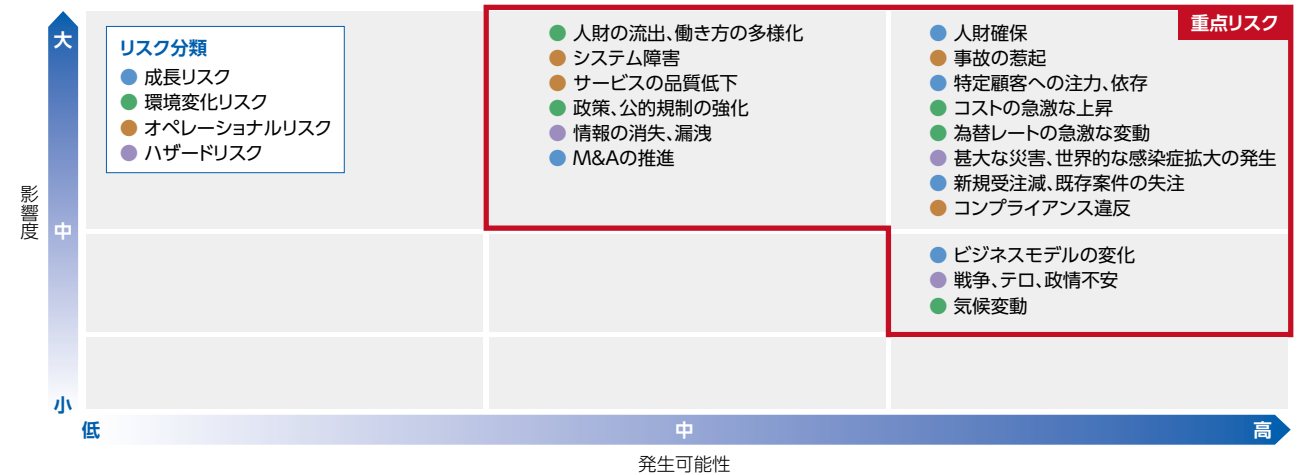 影響度
大
中
小
リスク分類
成長リスク
環境変化リスク
オペレーショナルリスク
ハザードリスク
人財の流出、働き方の多様化
システム障害
サービスの品質低下
政策、公的規制の強化
情報の消失、漏洩
M&Aの推進
重点リスク
人財確保
事故の惹起
特定顧客への注力、依存
コストの急激な上昇
為替レートの急激な変動
甚大な災害、世界的な感染症拡大の発生
新規受注減、既存案件の失注
コンプライアンス違反
ビジネスモデルの変化
戦争、テロ、政情不安
気候変動
低
中
高
発生可能性